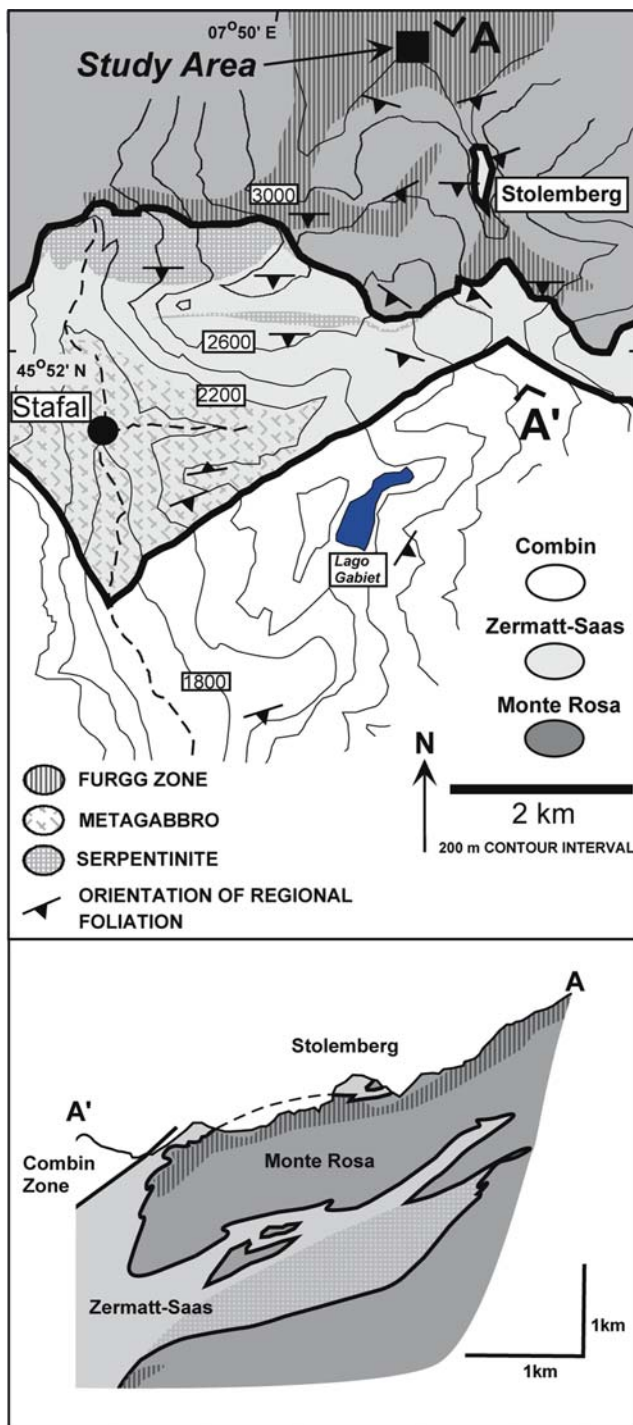 07° 50' E
A
Study Area
3000
Stolemberg
2600
45° 52' N
2200
Stafal
A'
Lago
Gabiet
Combin
Zermatt-Saas
1800
Monte Rosa
N
FURGG ZONE
METAGABBRO
2 km
SERPENTINITE
200 m CONTOUR INTERVAL
ORIENTATION OF REGIONAL
FOLIATION
A
Stolemberg
A'
Combin
Zone
Monte Rosa
Zermatt-Saas
1km
1km